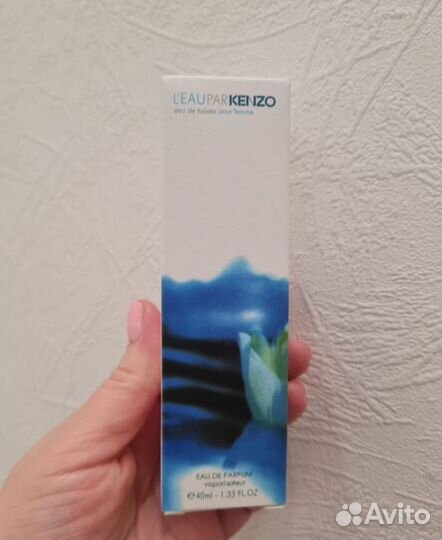 L'EAUPARKENZO
eau de toilette pour femme
EAU DE PARFUM
vaporisateur
℮40ml - 1.33 FL.OZ
Avito